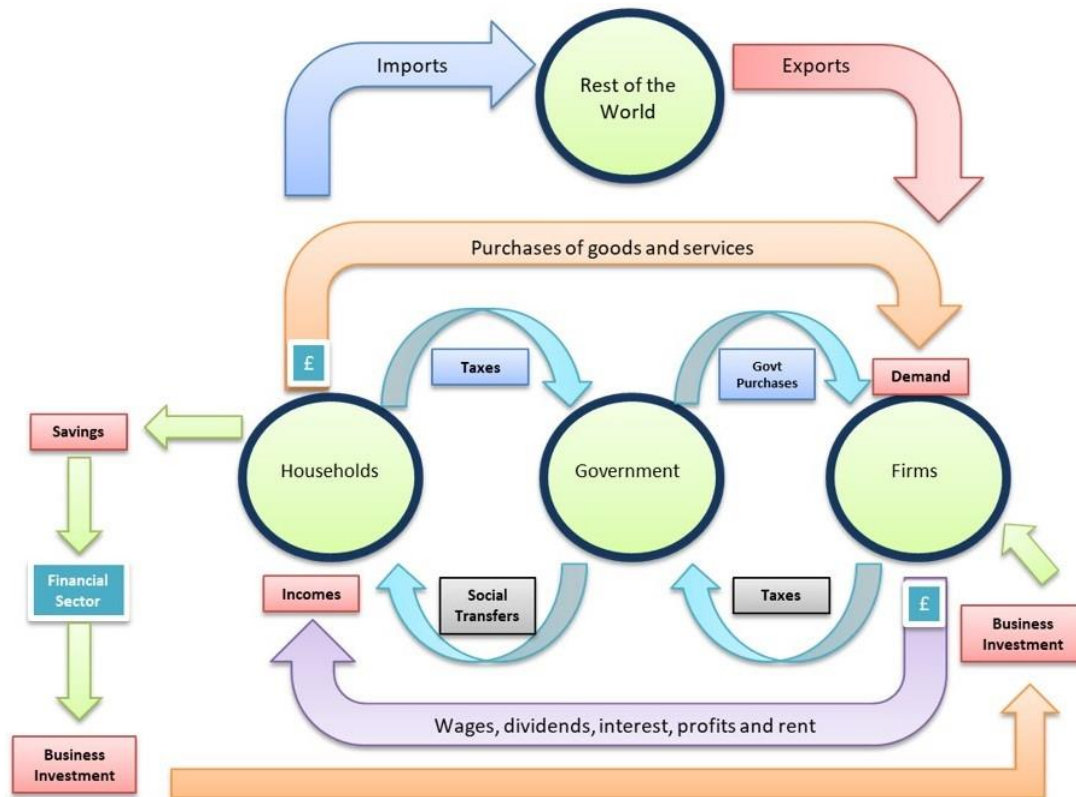 Imports
Rest of the
World
Exports
Purchases of goods and services
£
Taxes
Govt
Purchases
Demand
Savings
Households
Government
Firms
Financial
Sector
Incomes
Social
Transfers
Taxes
£
Business
Investment
Wages, dividends, interest, profits and rent
Business
Investment